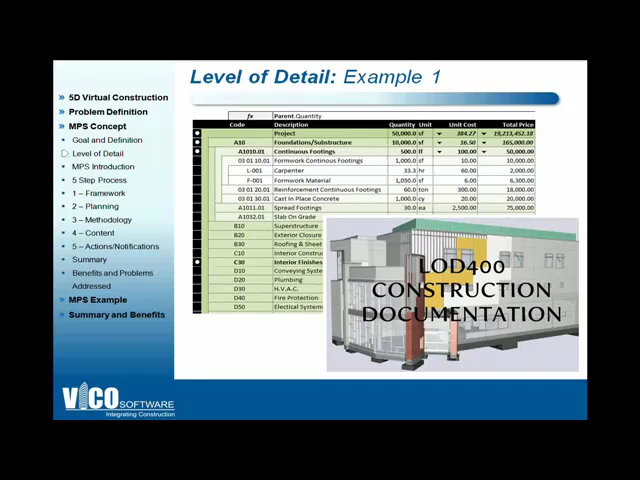 Level of Detail: Example 1
5D Virtual Construction
Problem Definition
MPS Concept
Goal and Definition
Level of Detail
MPS Introduction
5 Step Process
1 – Framework
2 – Planning
3 – Methodology
4 – Content
5 – Actions/Notifications
Summary
Benefits and Problems
Addressed
MPS Example
Summary and Benefits
VICO SOFTWARE
Integrating Construction
fx Parent.Quantity
Code Description Quantity Unit Unit Cost Total Price
Project 50,000.0 sf 384.27 19,213,452.18
A10 Foundations/Substructure 10,000.0 sf 16.50 165,000.00
A1010.01 Continuous Footings 500.0 lf 100.00 50,000.00
03 01 10.01 Formwork Continous Footings 1,000.0 sf 10.00 10,000.00
L-001 Carpenter 33.3 hr 60.00 2,000.00
F-001 Formwork Material 1,050.0 sf 6.00 6,300.00
03 01 20.01 Reinforcement Continuous Footings 60.0 ton 300.00 18,000.00
03 01 30.01 Cast In Place Concrete 1,000.0 cy 20.00 20,000.00
A1011.01 Spread Footings 30.0 ea 2,500.00 75,000.00
A1032.01 Slab On Grade
B10 Superstructure
B20 Exterior Closure
B30 Roofing & Sheet
C10 Interior Construc
C30 Interior Finishes
D10 Conveying System
D20 Plumbing
D30 H.V.A.C.
D40 Fire Protection
D50 Electical Systems
LOD400
CONSTRUCTION
DOCUMENTATION